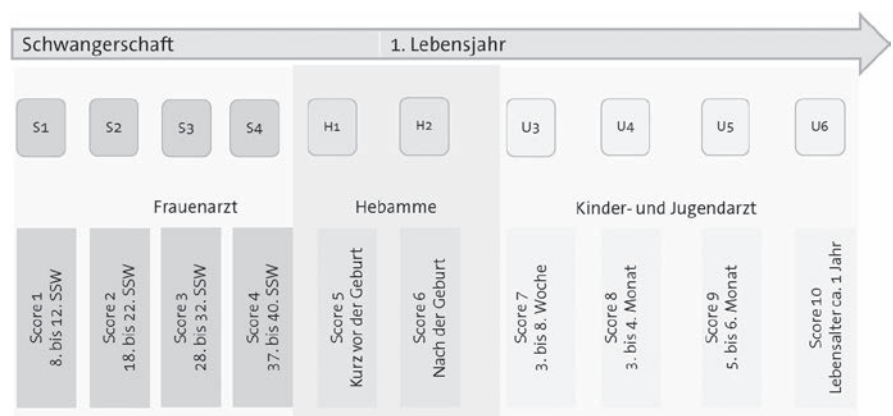 Schwangerschaft
1. Lebensjahr
S1
S2
S3
S4
H1
H2
U3
U4
U5
U6
Frauenarzt
Hebamme
Kinder- und Jugendarzt
Score 1
8. bis 12. SSW
Score 2
18. bis 22. SSW
Score 3
28. bis 32. SSW
Score 4
37. bis 40. SSW
Score 5
Kurz vor der Geburt
Score 6
Nach der Geburt
Score 7
3. bis 8. Woche
Score 8
3. bis 4. Monat
Score 9
5. bis 6. Monat
Score 10
Lebensalter ca. 1 Jahr